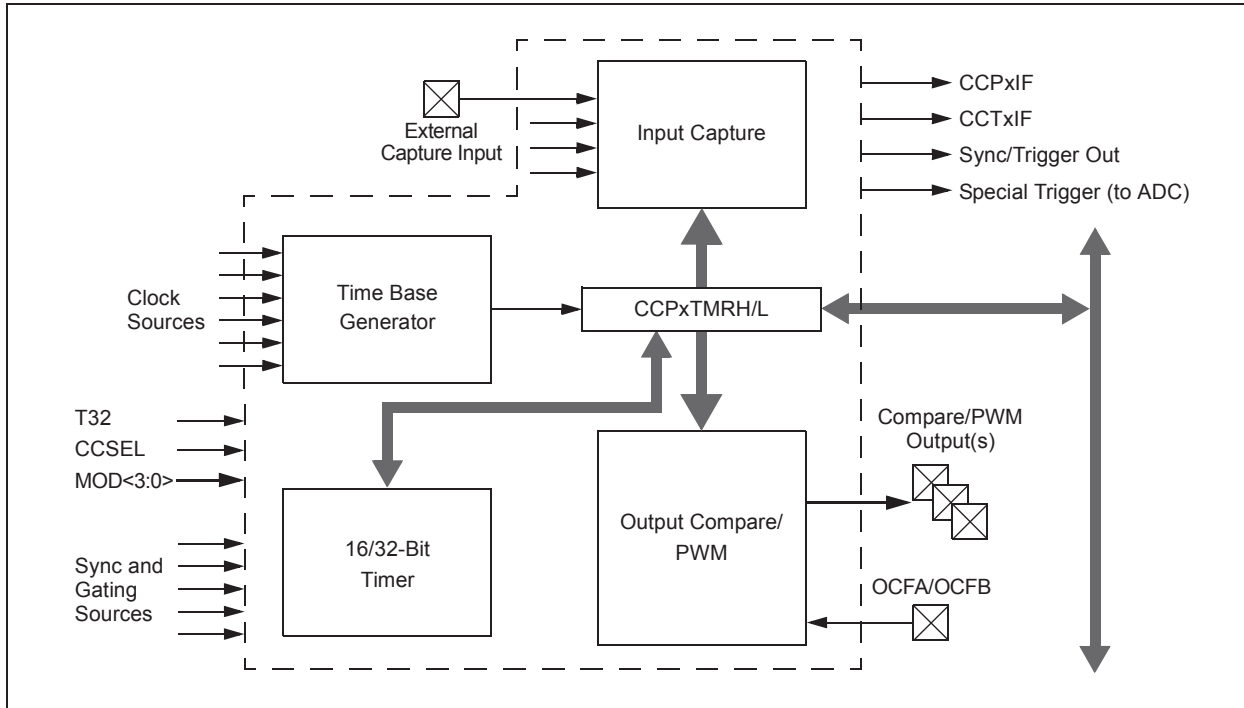 External
Capture Input
Input Capture
CCPxIF
CCTxIF
Sync/Trigger Out
Special Trigger (to ADC)
Clock
Sources
Time Base
Generator
CCPxTMRH/L
T32
CCSEL
MOD<3:0>
Sync and
Gating
Sources
16/32-Bit
Timer
Output Compare/
PWM
Compare/PWM
Output(s)
OCFA/OCFB